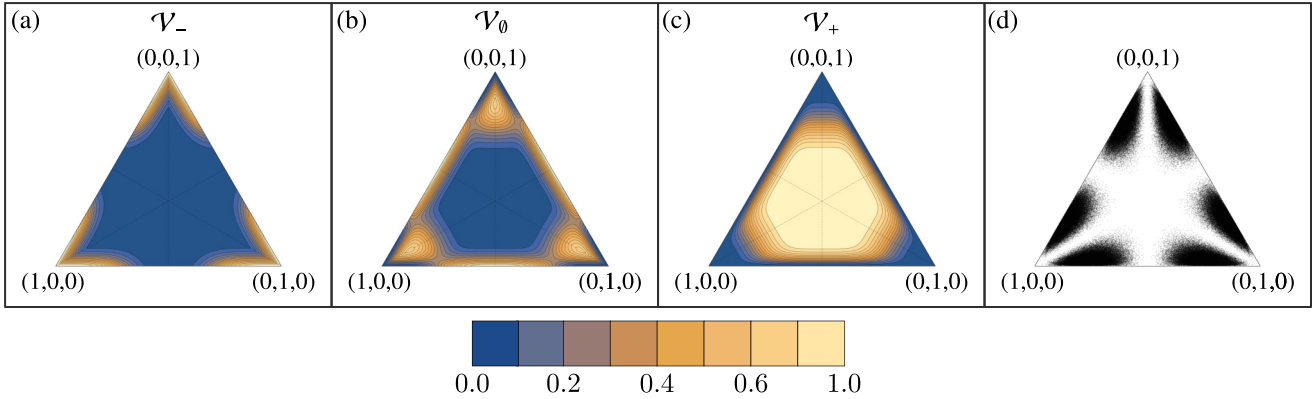 (a) 𝒱₋ (b) 𝒱∅ (c) 𝒱₊ (d)
(0,0,1) (0,0,1) (0,0,1) (0,0,1)
(1,0,0) (0,1,0) (1,0,0) (0,1,0) (1,0,0) (0,1,0) (1,0,0) (0,1,0)
0.0 0.2 0.4 0.6 1.0